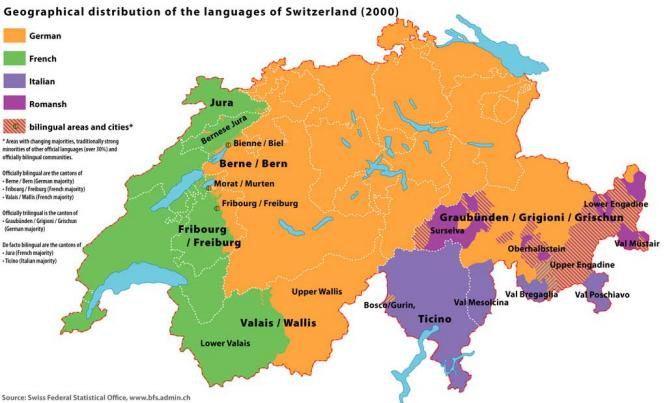 Geographical distribution of the languages of Switzerland (2000)
German
French
Italian
Romansh
bilingual areas and cities*
* Areas with changing majorities, traditionally strong
minorities of other official languages (over 30%) and
officially bilingual communities.
Officially bilingual are the cantons of
• Berne / Bern (German majority)
• Fribourg / Freiburg (French majority)
• Valais / Wallis (French majority)
Officially trilingual is the canton of
• Graubünden / Grigioni / Grischun
(German majority)
De facto bilingual are the cantons of
• Jura (French majority)
• Ticino (Italian majority)
Jura
Bernese Jura
Bienne / Biel
Berne / Bern
Morat / Murten
Fribourg / Freiburg
Fribourg
/ Freiburg
Lower Engadine
Graubünden / Grigioni / Grischun
Surselva
Val Müstair
Oberhalbstein
Upper Engadine
Upper Wallis
Bosco/Gurin,
Val Mesolcina
Val Bregaglia
Val Poschiavo
Ticino
Valais / Wallis
Lower Valais
Source: Swiss Federal Statistical Office, www.bfs.admin.ch